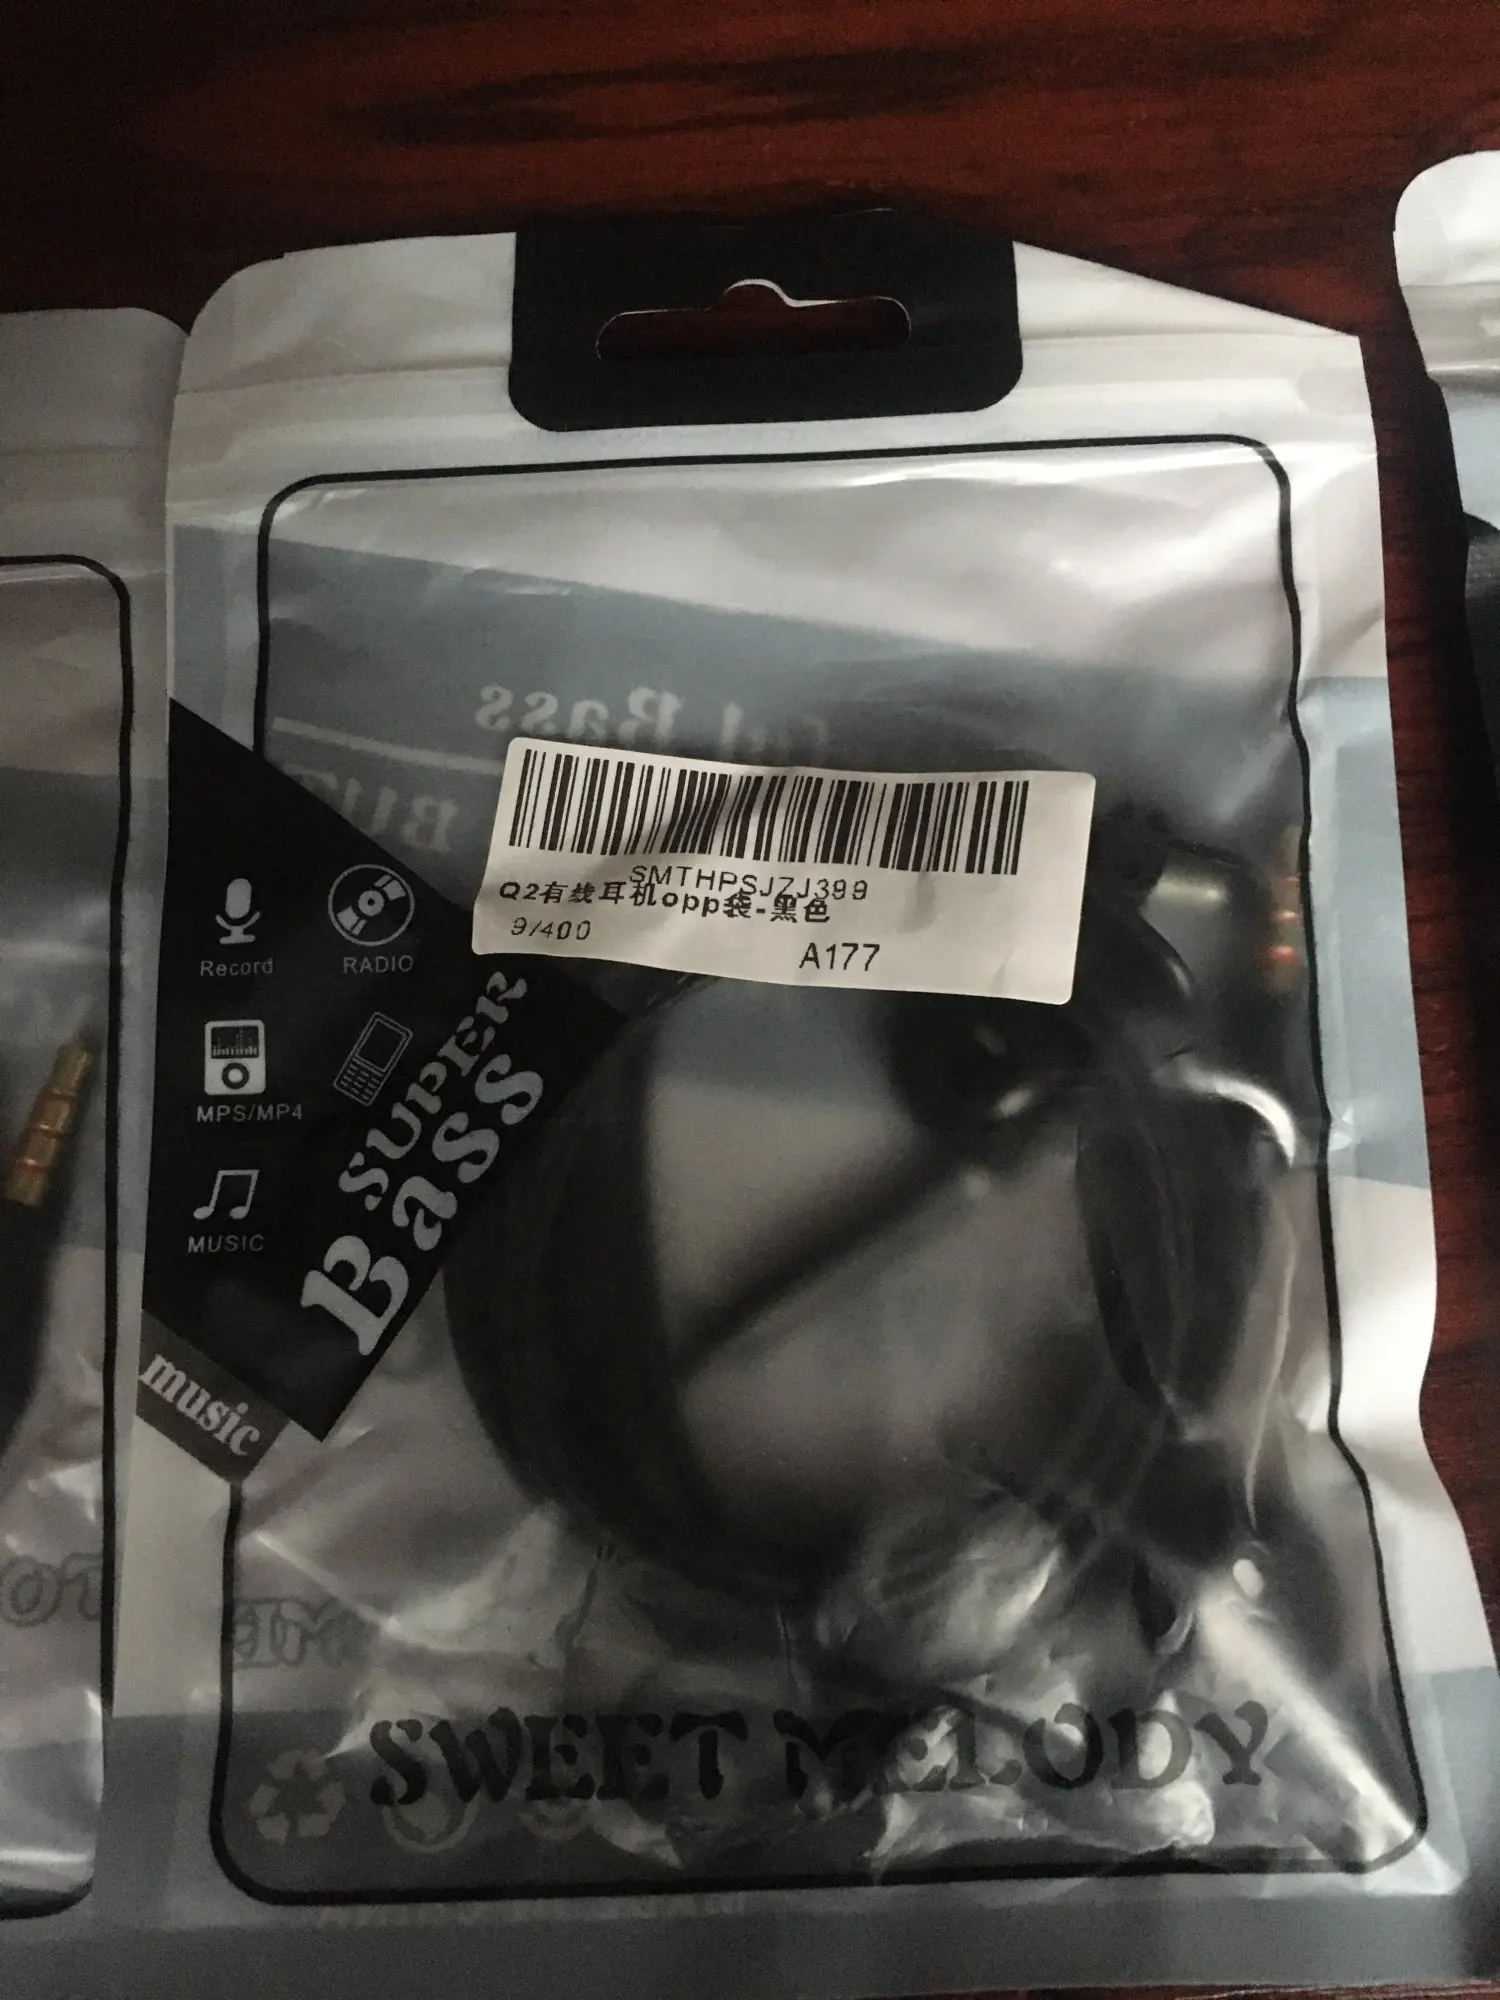 Bass
SMTHPSJZJ399
Q2有线耳机opp袋-黑色
9/400
A177
Record
RADIO
MPS/MP4
MUSIC
SUPER
Bass
music
SWEET MELODY